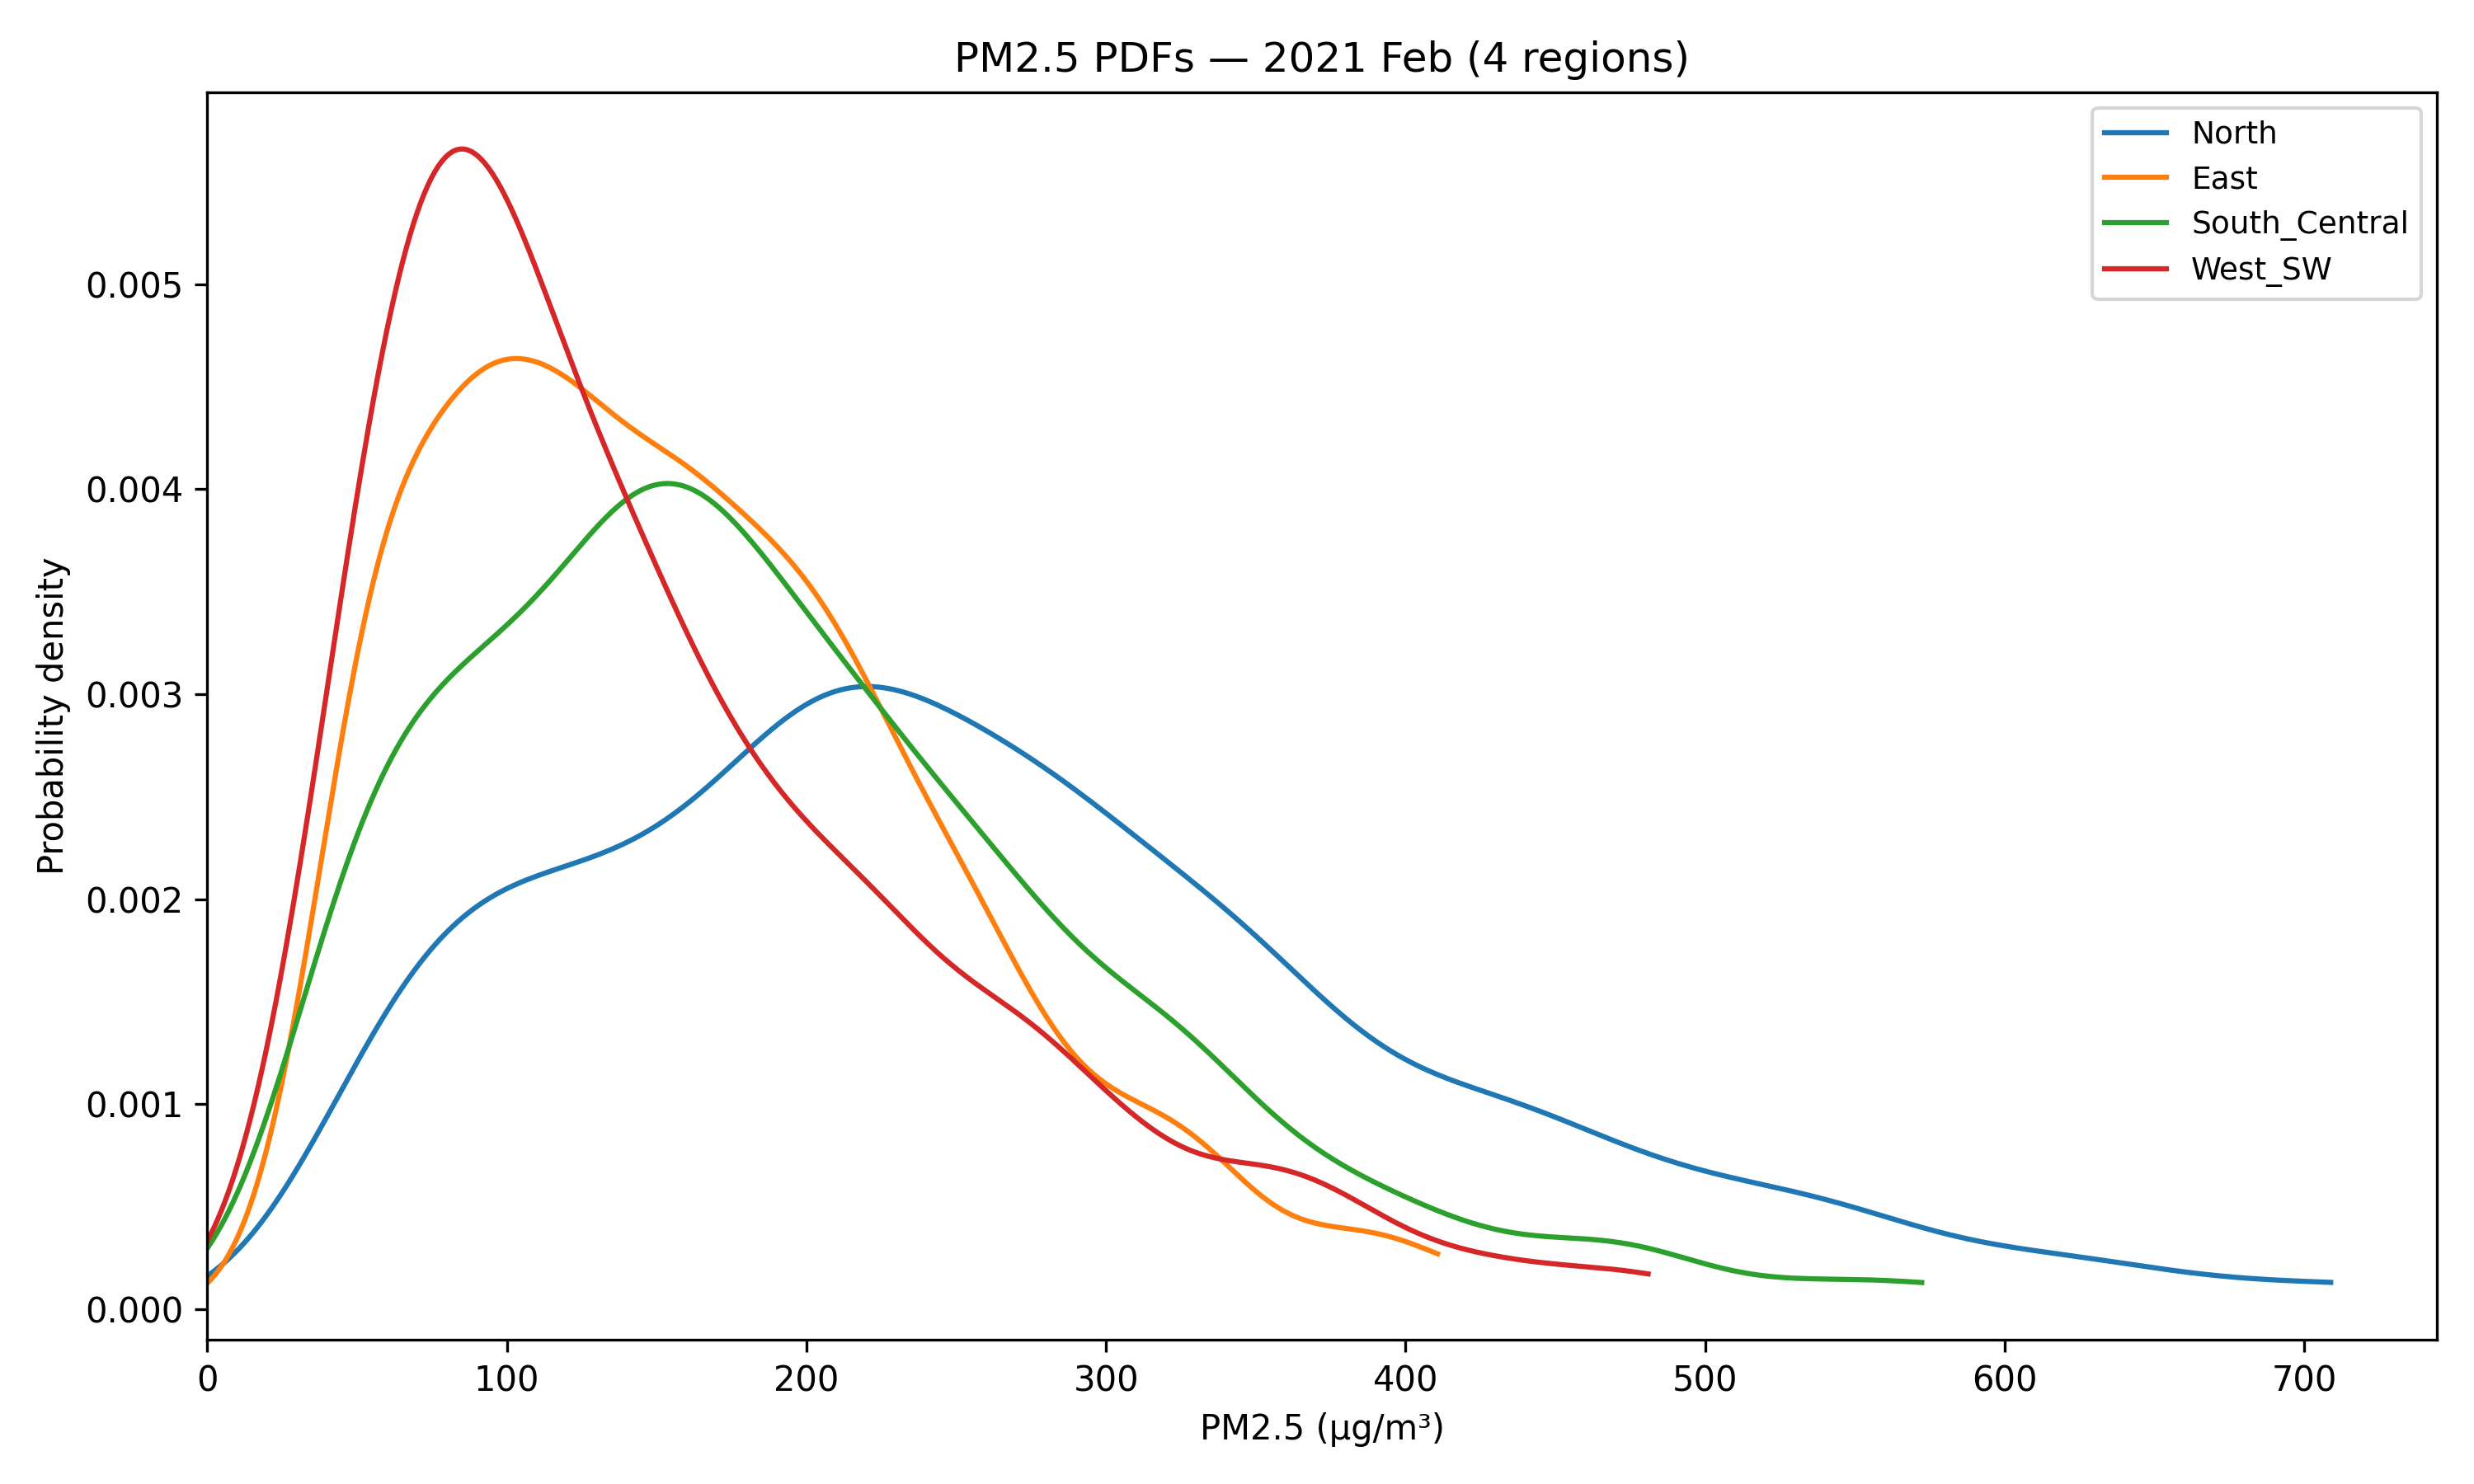 PM2.5 PDFs — 2021 Feb (4 regions)
North
East
South_Central
West_SW
Probability density
0.005
0.004
0.003
0.002
0.001
0.000
0 100 200 300 400 500 600 700
PM2.5 (µg/m³)